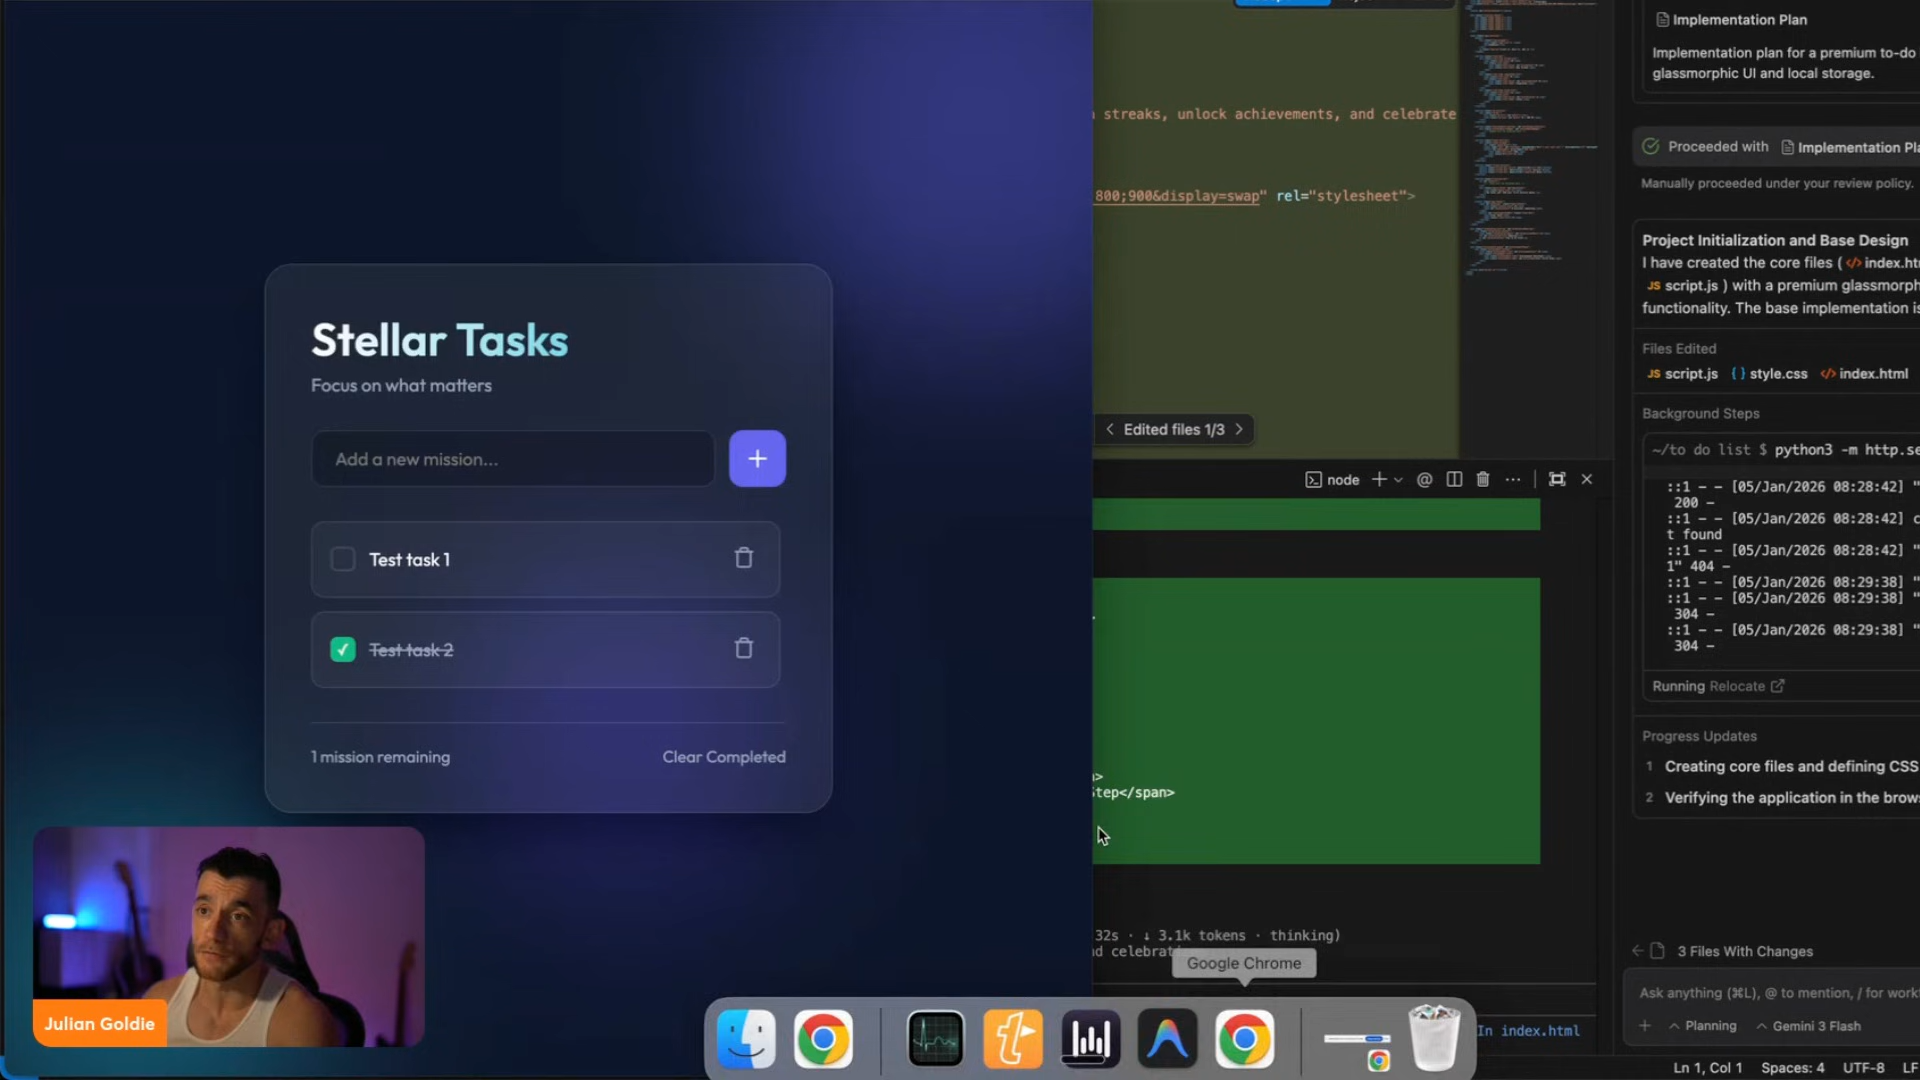 Stellar Tasks
Focus on what matters
Add a new mission...
Test task 1
Test task 2
1 mission remaining
Clear Completed
Julian Goldie
streaks, unlock achievements, and celebrate
800;900&display=swap" rel="stylesheet">
Edited files 1/3
node
Step</span>
32s · ↓ 3.1k tokens · thinking)
Google Chrome
In index.html
Implementation Plan
Implementation plan for a premium to-do
glassmorphic UI and local storage.
Proceeded with Implementation
Manually proceeded under your review policy.
Project Initialization and Base Design
I have created the core files (
JS script.js ) with a premium
functionality. The base implementation is
Files Edited
JS script.js {} style.css </> index.html
Background Steps
~/to do list $ python3 -m
::1 - - [05/Jan/2026 08:28:42] "
200 -
::1 - - [05/Jan/2026 08:28:42] c
t found
::1 - - [05/Jan/2026 08:28:42] "
1" 404 -
::1 - - [05/Jan/2026 08:29:38] "
::1 - - [05/Jan/2026 08:29:38] "
304 -
::1 - - [05/Jan/2026 08:29:38] "
304 -
Running Relocate
Progress Updates
1 Creating core files and defining CSS
2 Verifying the application in the
3 Files With Changes
Ask anything (⌘L), @ to mention, / for
Planning Gemini 3 Flash
Ln 1, Col 1 Spaces: 4 UTF-8 LF